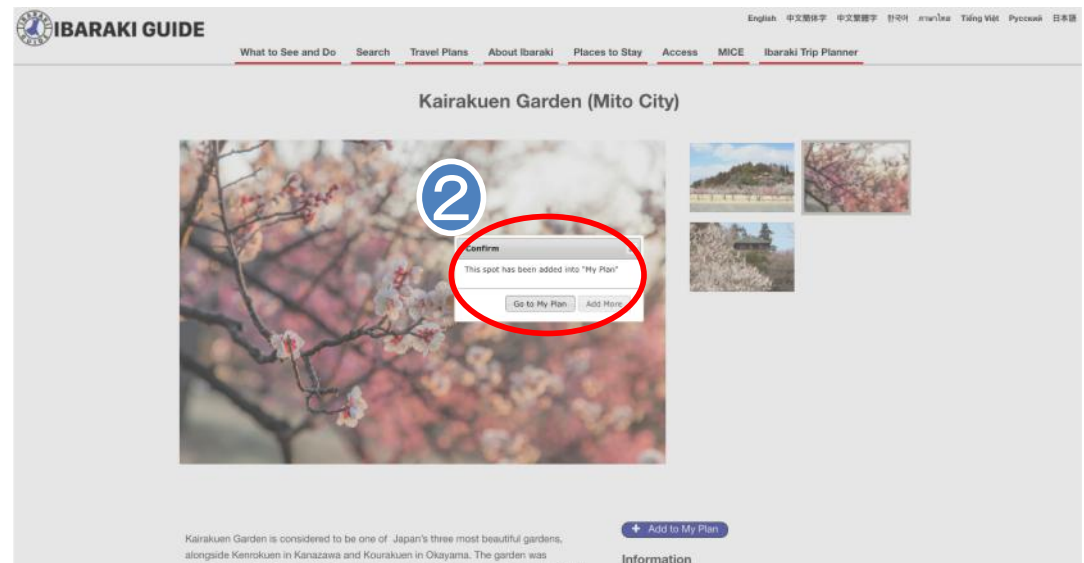 IBARAKI GUIDE
English 中文簡体字 中文繁體字 한국어 ภาษาไทย Tiếng Việt Русский 日本語
What to See and Do Search Travel Plans About Ibaraki Places to Stay Access MICE Ibaraki Trip Planner
Kairakuen Garden (Mito City)
2
Confirm
This spot has been added into "My Plan"
Go to My Plan Add More
+ Add to My Plan
Kairakuen Garden is considered to be one of Japan's three most beautiful gardens,
alongside Kenrokuen in Kanazawa and Kourakuen in Okayama. The garden was
Information